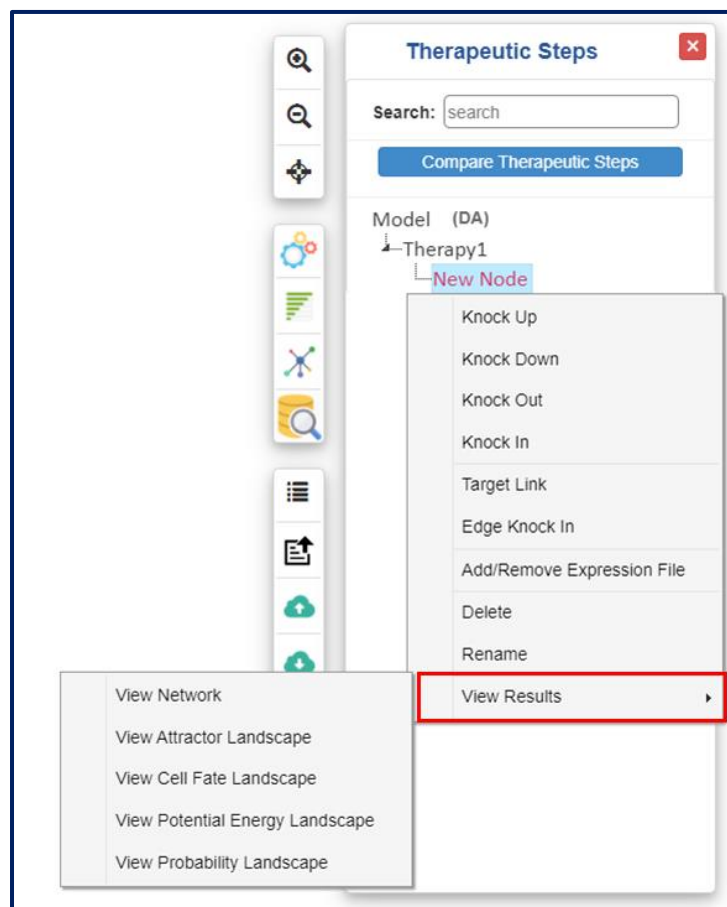 Therapeutic Steps
Search: search
Compare Therapeutic Steps
Model (DA)
Therapy1
New Node
Knock Up
Knock Down
Knock Out
Knock In
Target Link
Edge Knock In
Add/Remove Expression File
Delete
Rename
View Results
View Network
View Attractor Landscape
View Cell Fate Landscape
View Potential Energy Landscape
View Probability Landscape